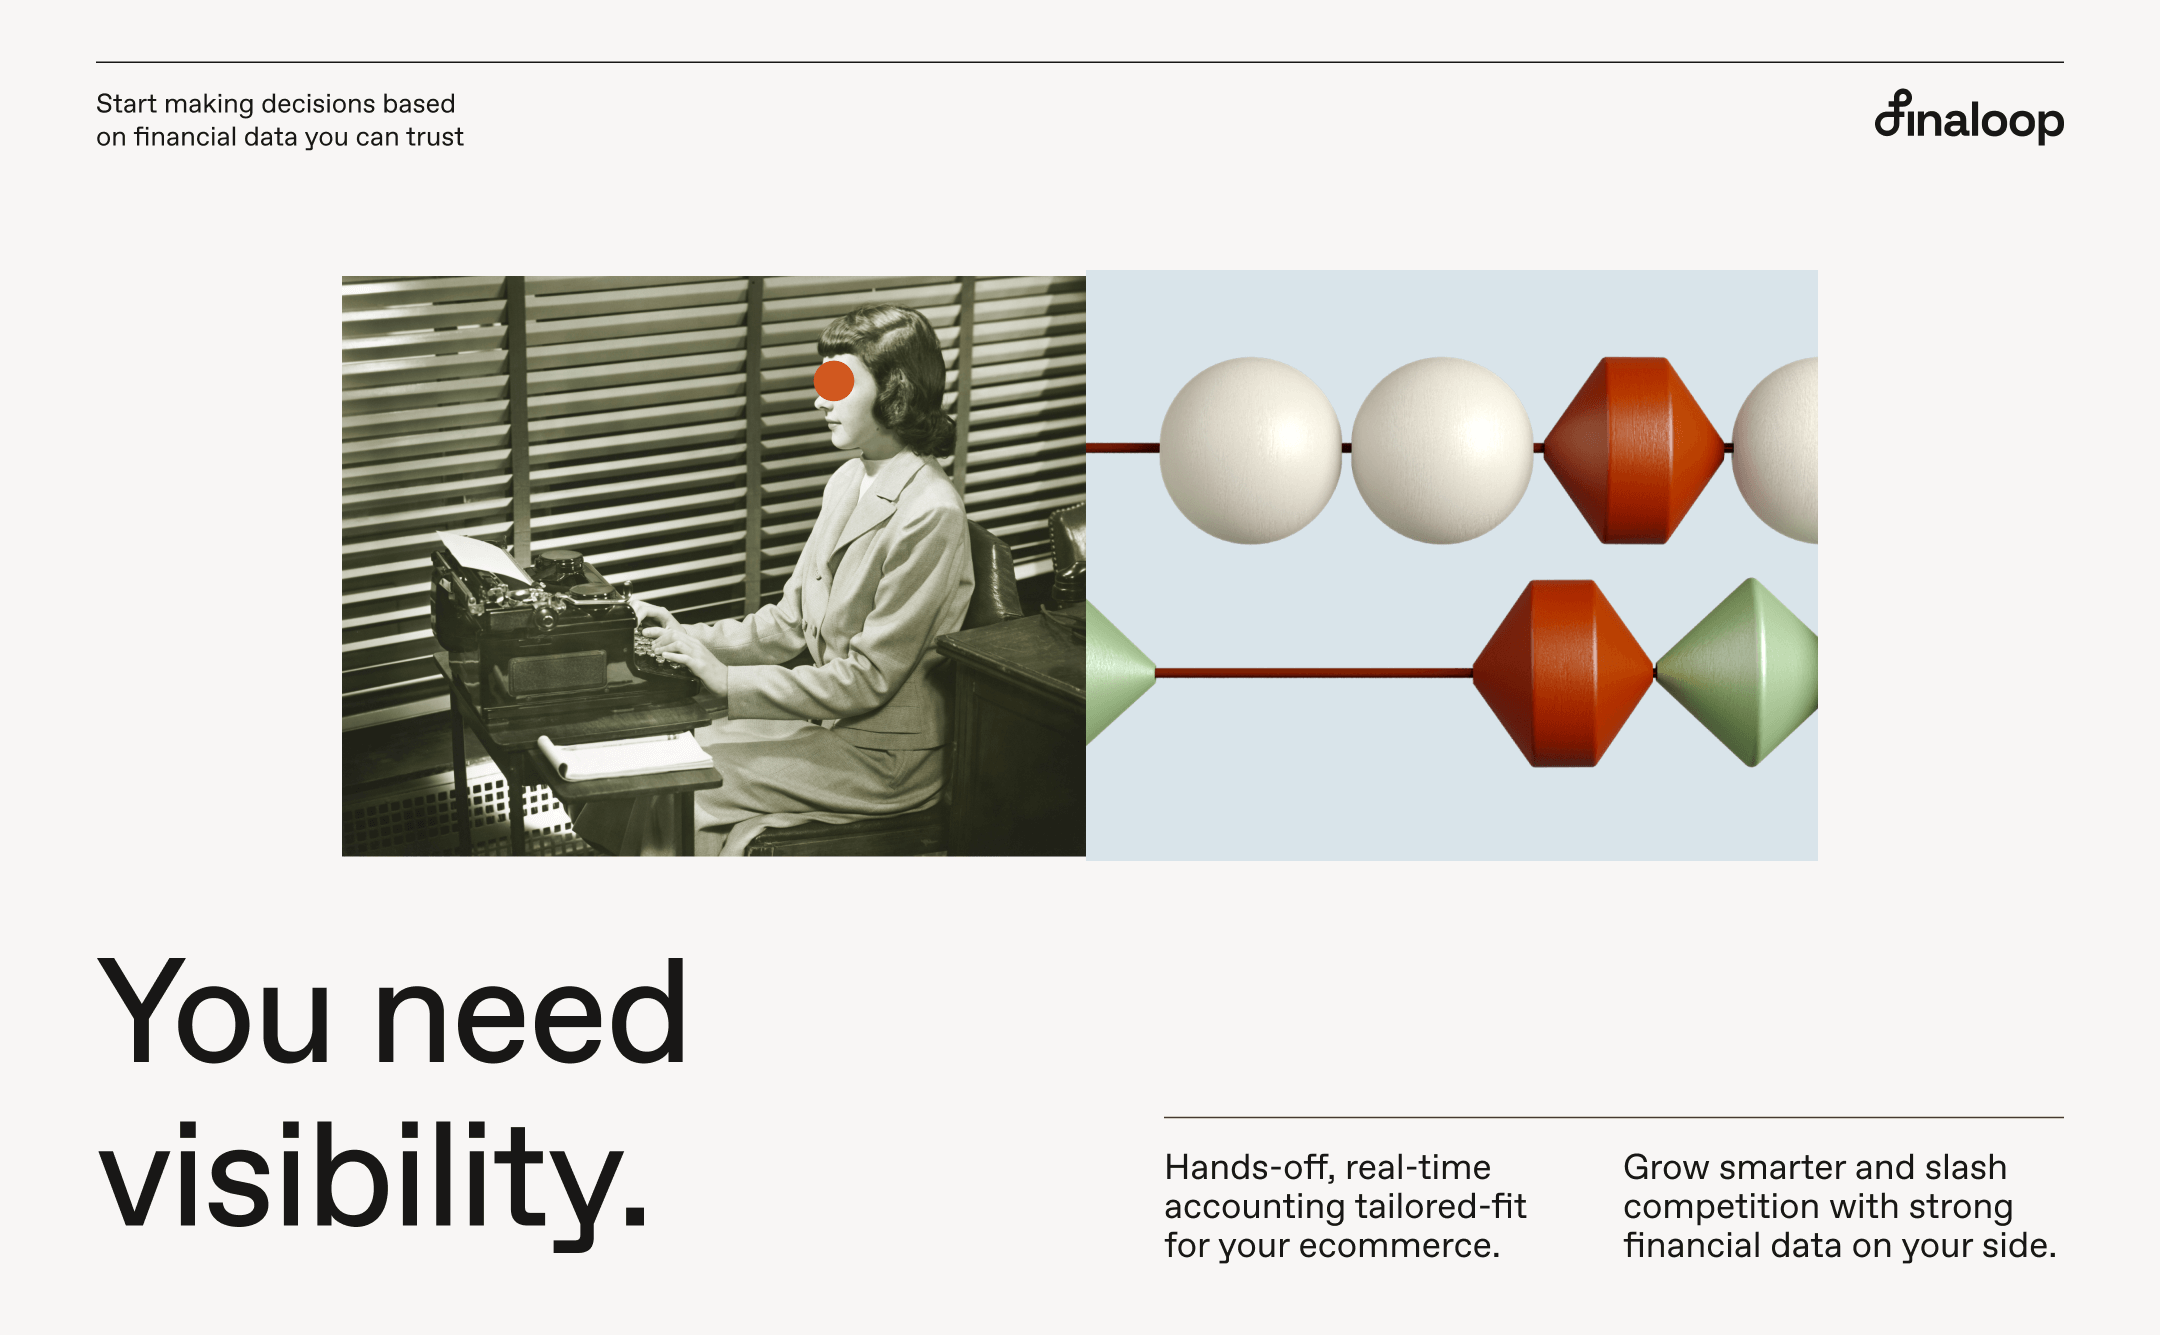 Start making decisions based
on financial data you can trust
finaloop
You need
visibility.
Hands-off, real-time
accounting tailored-fit
for your ecommerce.
Grow smarter and slash
competition with strong
financial data on your side.